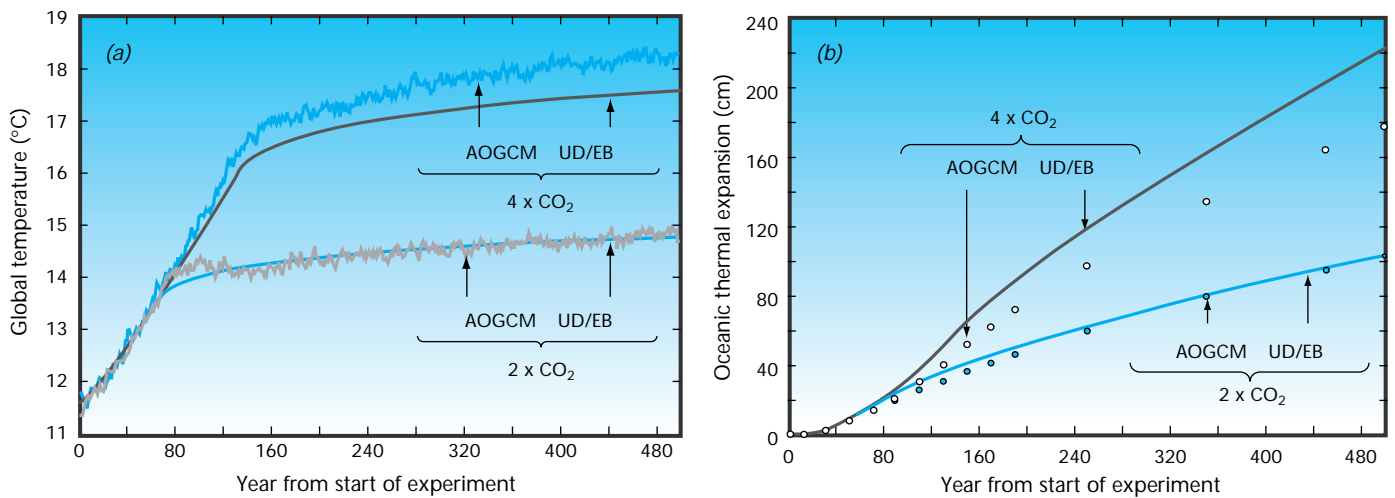 (a)
Global temperature (°C)
19
18
17
16
15
14
13
12
11
AOGCM UD/EB
4 x CO₂
AOGCM UD/EB
2 x CO₂
0 80 160 240 320 400 480
Year from start of experiment
(b)
Oceanic thermal expansion (cm)
240
200
160
120
80
40
0
4 x CO₂
AOGCM UD/EB
AOGCM UD/EB
2 x CO₂
0 80 160 240 320 400 480
Year from start of experiment